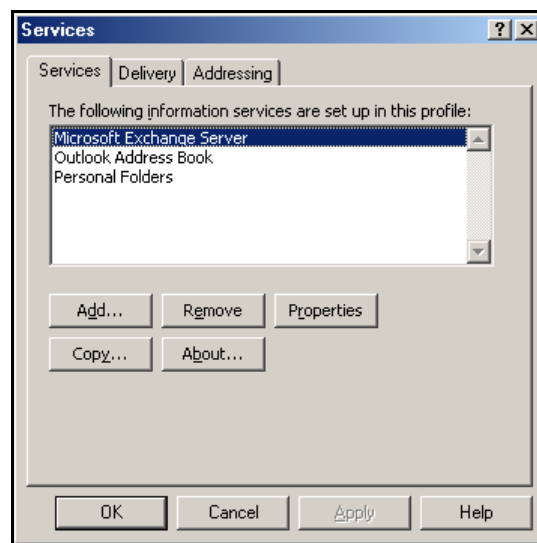 Services
Services Delivery Addressing
The following information services are set up in this profile:
Microsoft Exchange Server
Outlook Address Book
Personal Folders
Add... Remove Properties
Copy... About...
OK Cancel Apply Help